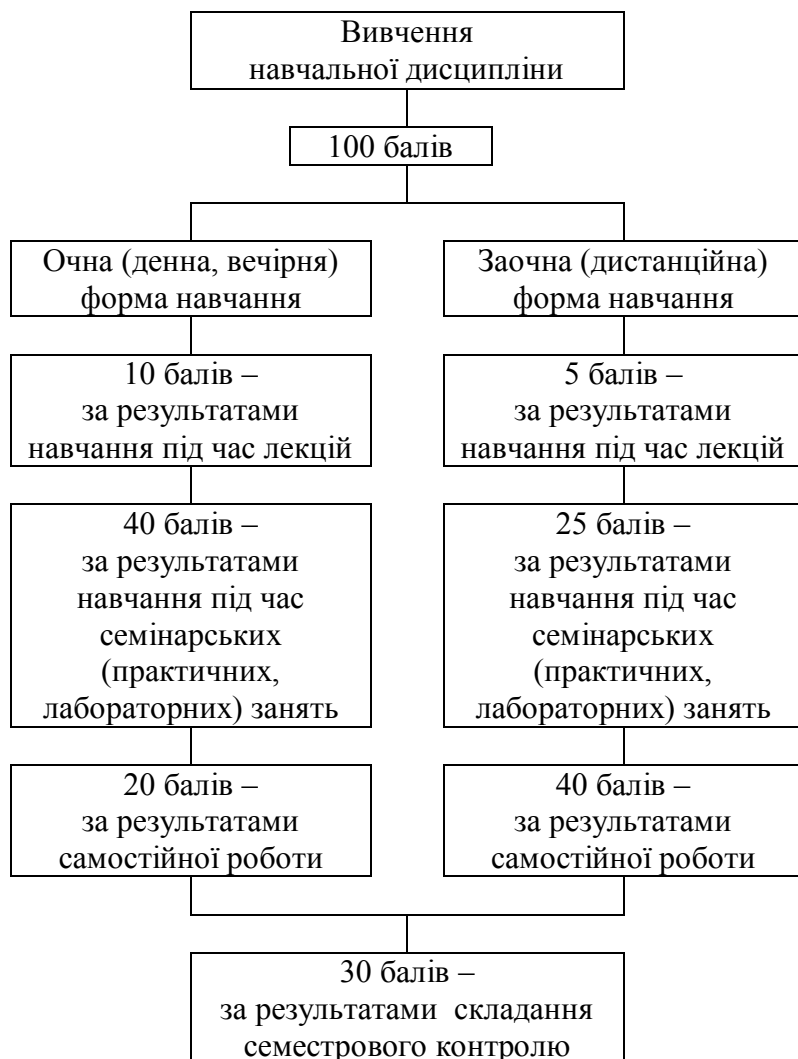 Вивчення
навчальної дисципліни
100 балів
Очна (денна, вечірня)
форма навчання
Заочна (дистанційна)
форма навчання
10 балів –
за результатами
навчання під час лекцій
5 балів –
за результатами
навчання під час лекцій
40 балів –
за результатами
навчання під час
семінарських
(практичних,
лабораторних) занять
25 балів –
за результатами
навчання під час
семінарських
(практичних,
лабораторних) занять
20 балів –
за результатами
самостійної роботи
40 балів –
за результатами
самостійної роботи
30 балів –
за результатами складання
семестрового контролю